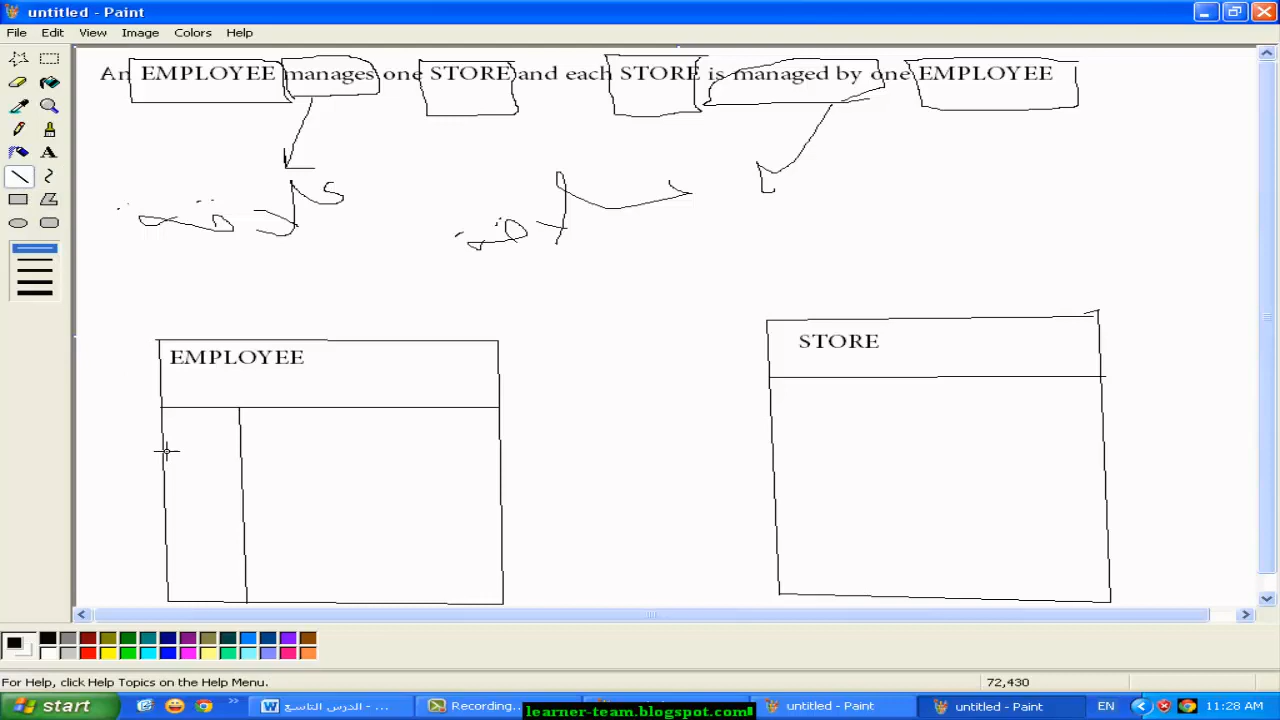 untitled - Paint
File Edit View Image Colors Help
An EMPLOYEE manages one STORE and each STORE is managed by one EMPLOYEE
EMPLOYEE
STORE
For Help, click Help Topics on the Help Menu.
72,430
start
الدرس التاسع - ...
Recording...
untitled - Paint
untitled - Paint
EN
11:28 AM
learner-team.blogspot.com